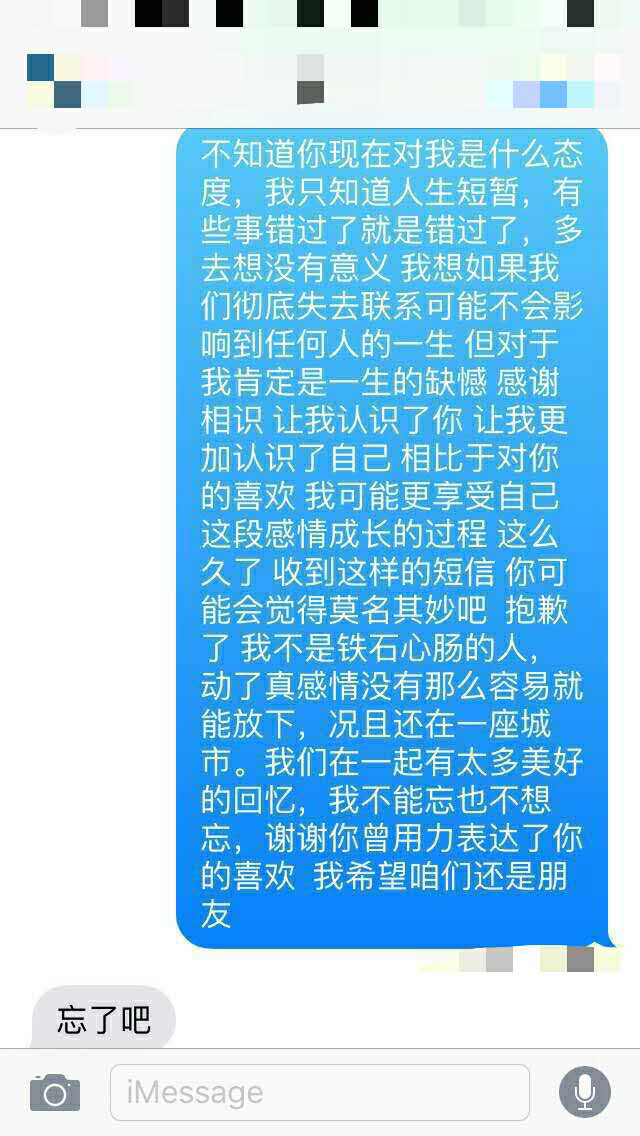 不知道你现在对我是什么态
度，我只知道人生短暂，有
些事错过了就是错过了，多
去想没有意义 我想如果我
们彻底失去联系可能不会影
响到任何人的一生 但对于
我肯定是一生的缺憾 感谢
相识 让我认识了你 让我更
加认识了自己 相比于对你
的喜欢 我可能更享受自己
这段感情成长的过程 这么
久了 收到这样的短信 你可
能会觉得莫名其妙吧  抱歉
了 我不是铁石心肠的人，
动了真感情没有那么容易就
能放下，况且还在一座城
市。我们在一起有太多美好
的回忆，我不能忘也不想
忘，谢谢你曾用力表达了你
的喜欢  我希望咱们还是朋
友
忘了吧
iMessage